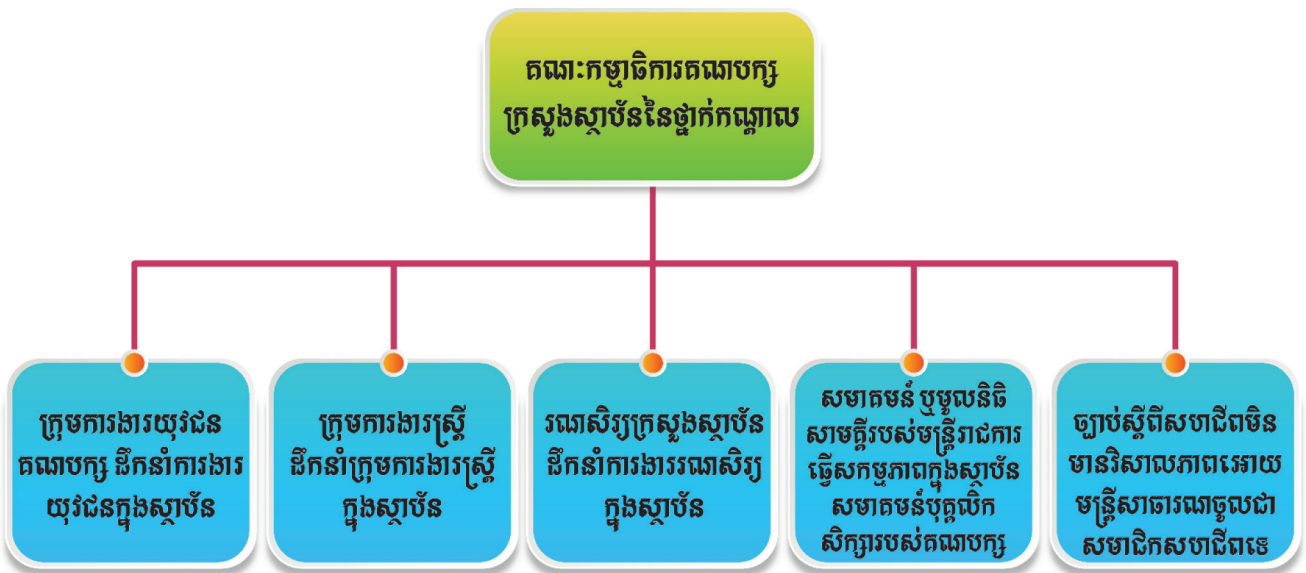 គណៈកម្មាធិការគណបក្ស
ក្រសួងស្ថាប័ននៃថ្នាក់កណ្តាល
ក្រុមការងារយុវជន
គណបក្ស ដឹកនាំការងារ
យុវជនក្នុងស្ថាប័ន
ក្រុមការងារស្ត្រី
ដឹកនាំក្រុមការងារស្ត្រី
ក្នុងស្ថាប័ន
រណសិរ្យក្រសួងស្ថាប័ន
ដឹកនាំការងាររណសិរ្យ
ក្នុងស្ថាប័ន
សមាគមន៍ ឬមូលនិធិ
សាមគ្គីរបស់មន្ត្រីរាជការ
ធ្វើសកម្មភាពក្នុងស្ថាប័ន
សមាគមន៍បុគ្គលិក
សិក្សារបស់គណបក្ស
ច្បាប់ស្តីពីសហជីពមិន
មានវិសាលភាពអោយ
មន្ត្រីសាធារណចូលជា
សមាជិកសហជីពទេ